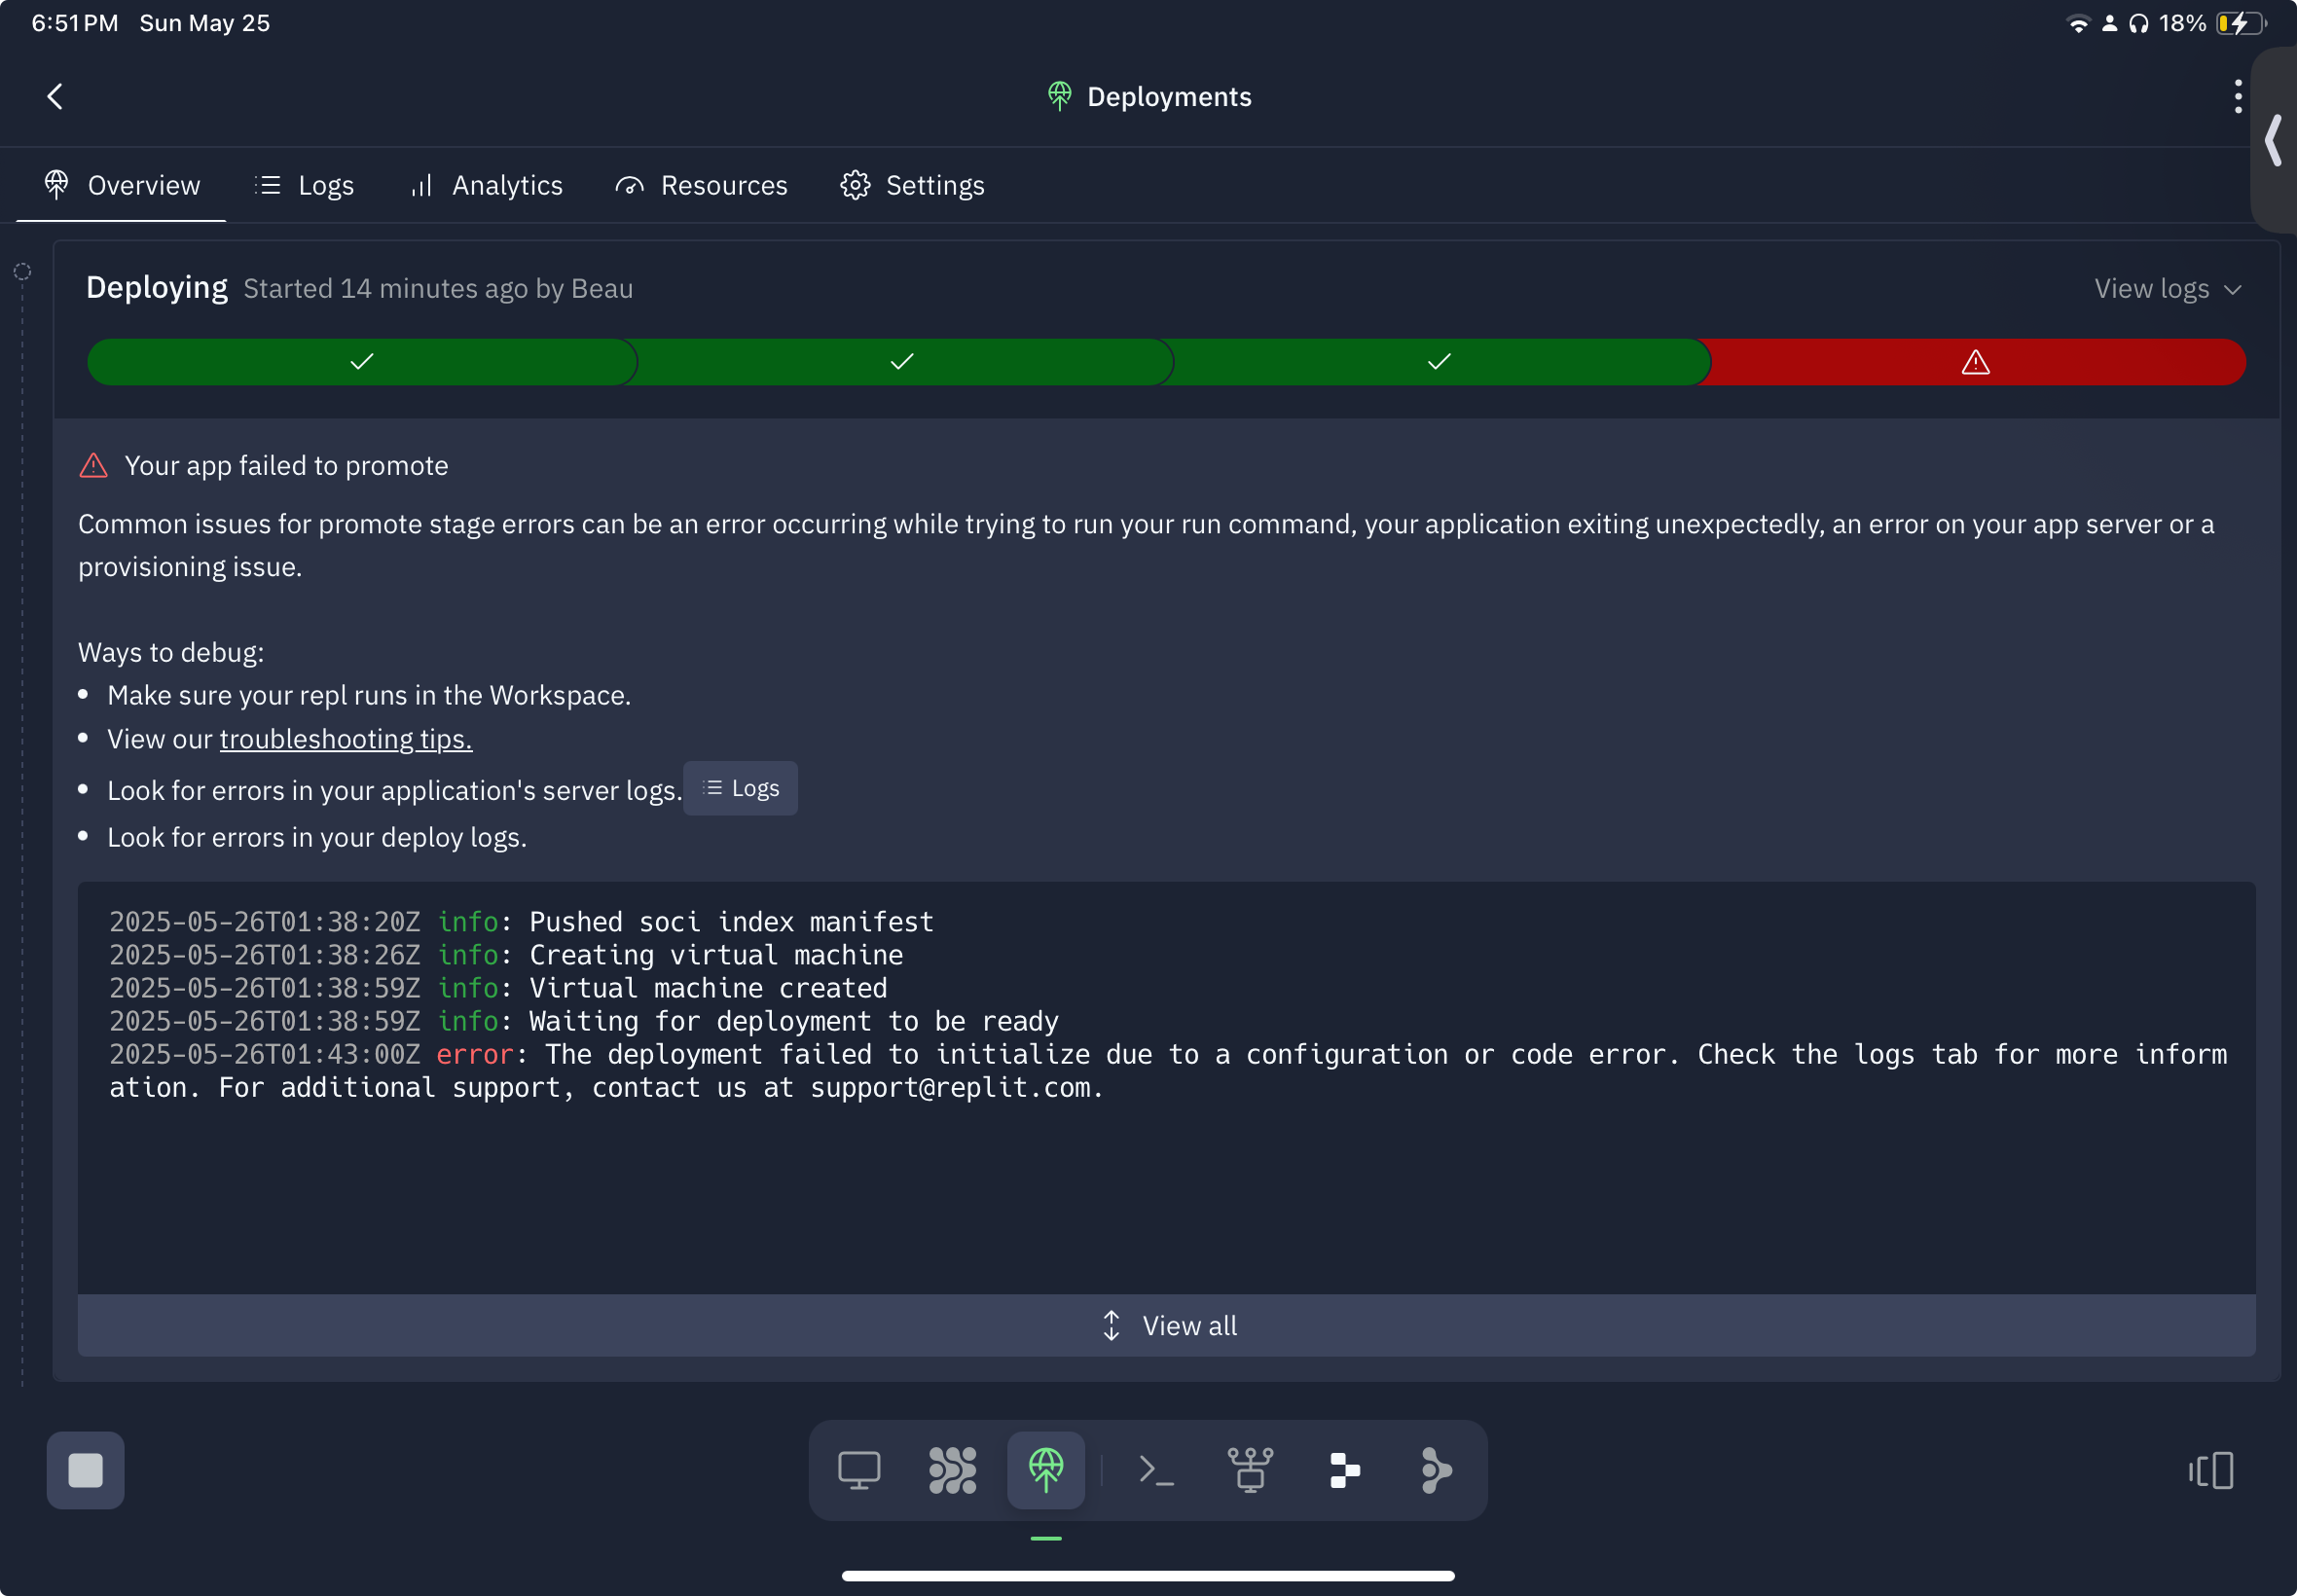 6:51 PM Sun May 25
18%
Deployments
Overview Logs Analytics Resources Settings
Deploying Started 14 minutes ago by Beau
View logs
Your app failed to promote
Common issues for promote stage errors can be an error occurring while trying to run your run command, your application exiting unexpectedly, an error on your app server or a
provisioning issue.
Ways to debug:
• Make sure your repl runs in the Workspace.
• View our troubleshooting tips.
• Look for errors in your application's server logs. Logs
• Look for errors in your deploy logs.
2025-05-26T01:38:20Z info: Pushed soci index manifest
2025-05-26T01:38:26Z info: Creating virtual machine
2025-05-26T01:38:59Z info: Virtual machine created
2025-05-26T01:38:59Z info: Waiting for deployment to be ready
2025-05-26T01:43:00Z error: The deployment failed to initialize due to a configuration or code error. Check the logs tab for more inform
ation. For additional support, contact us at support@replit.com.
View all